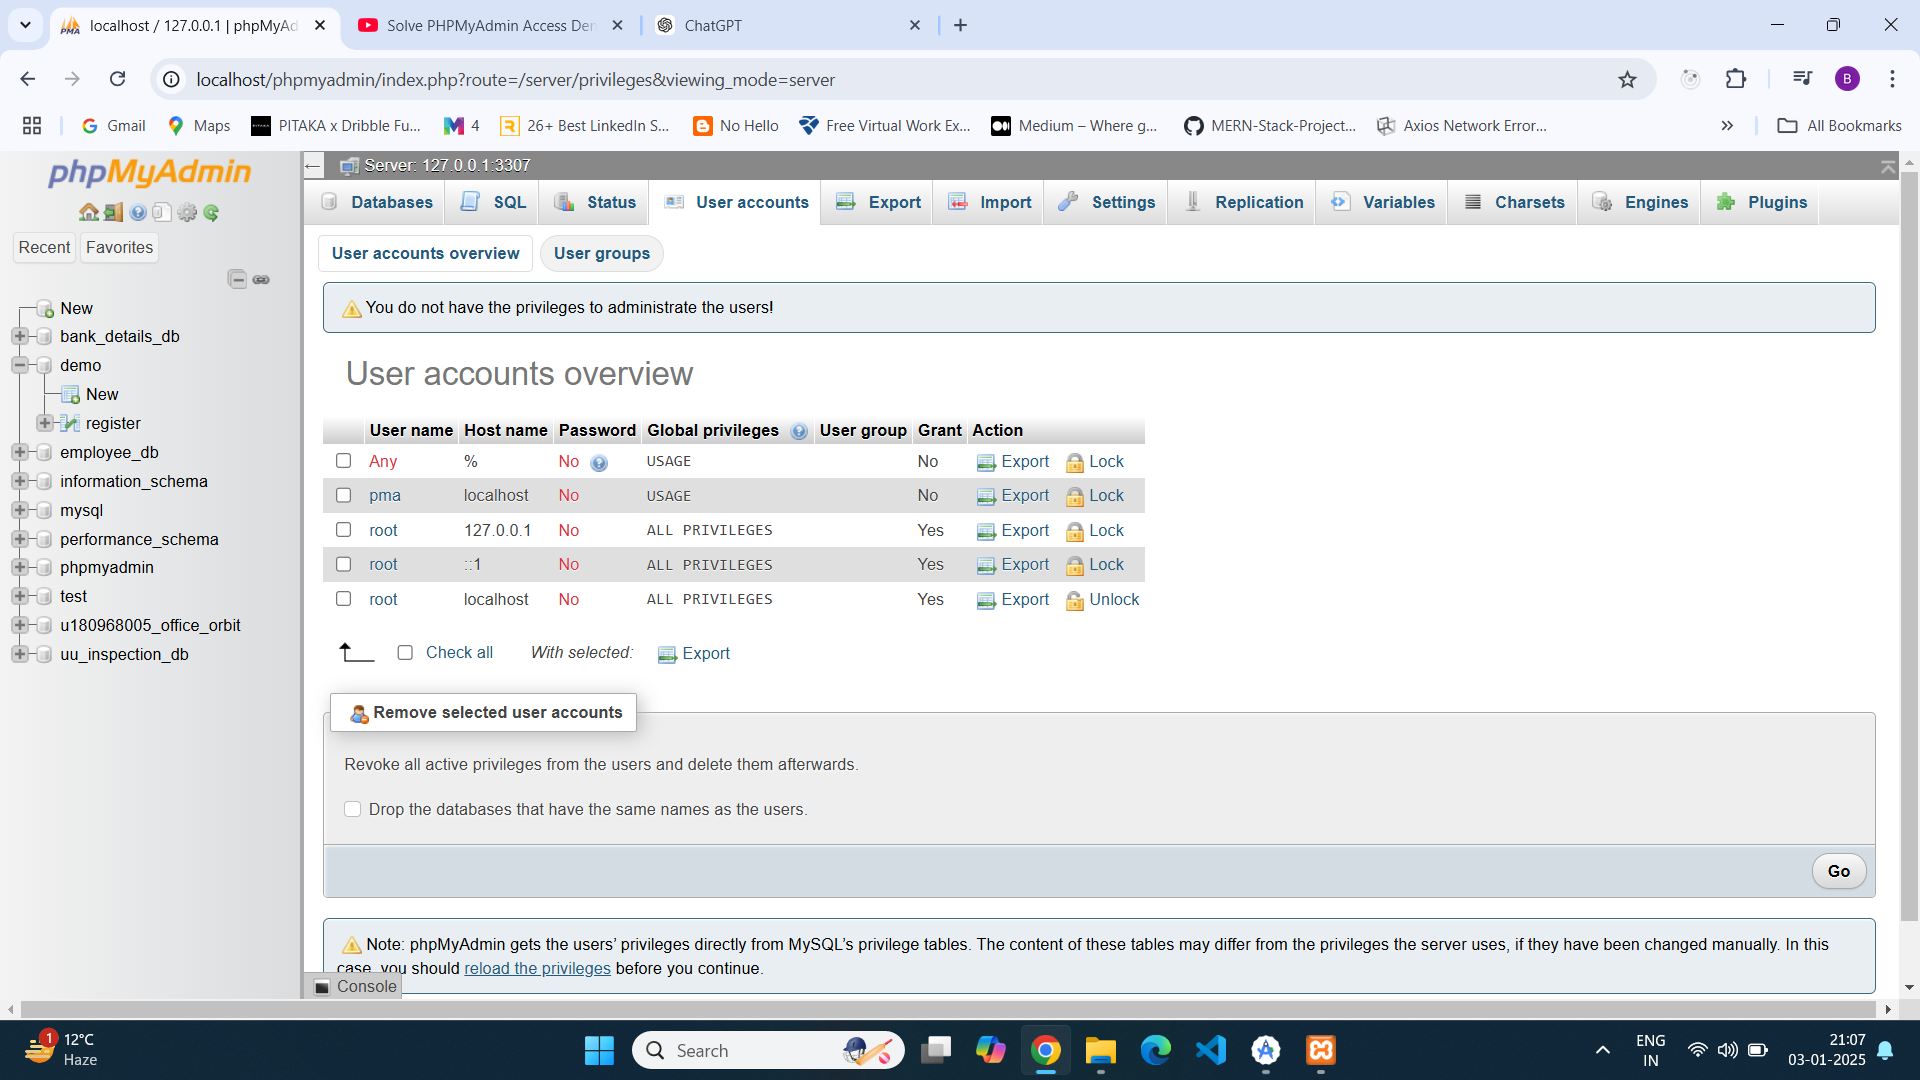 localhost / 127.0.0.1 | phpMyAd
Solve PHPMyAdmin Access Den
ChatGPT
localhost/phpmyadmin/index.php?route=/server/privileges&viewing_mode=server
B
Gmail
Maps
PITAKA x Dribble Fu...
4
26+ Best LinkedIn S...
No Hello
Free Virtual Work Ex...
Medium – Where g...
MERN-Stack-Project...
Axios Network Error...
All Bookmarks
phpMyAdmin
Recent
Favorites
New
bank_details_db
demo
New
register
employee_db
information_schema
mysql
performance_schema
phpmyadmin
test
u180968005_office_orbit
uu_inspection_db
Server: 127.0.0.1:3307
Databases
SQL
Status
User accounts
Export
Import
Settings
Replication
Variables
Charsets
Engines
Plugins
User accounts overview
User groups
You do not have the privileges to administrate the users!
User accounts overview
User name Host name Password Global privileges User group Grant Action
Any % No USAGE No Export Lock
pma localhost No USAGE No Export Lock
root 127.0.0.1 No ALL PRIVILEGES Yes Export Lock
root ::1 No ALL PRIVILEGES Yes Export Lock
root localhost No ALL PRIVILEGES Yes Export Unlock
Check all With selected: Export
Remove selected user accounts
Revoke all active privileges from the users and delete them afterwards.
Drop the databases that have the same names as the users.
Go
Note: phpMyAdmin gets the users’ privileges directly from MySQL’s privilege tables. The content of these tables may differ from the privileges the server uses, if they have been changed manually. In this
case, you should reload the privileges before you continue.
Console
1
12°C
Haze
Search
ENG
IN
21:07
03-01-2025